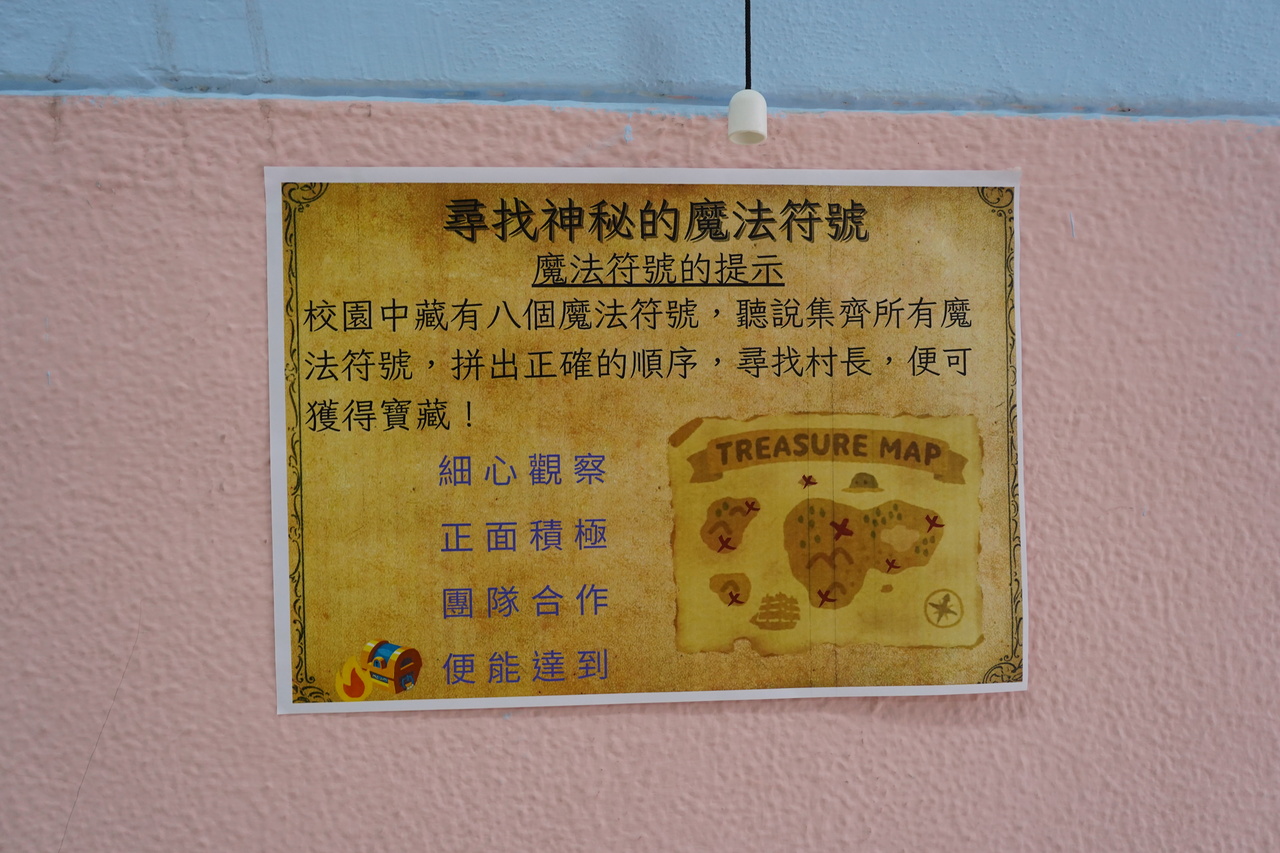 尋找神秘的魔法符號
魔法符號的提示
校園中藏有八個魔法符號，聽說集齊所有魔
法符號，拼出正確的順序，尋找村長，便可
獲得寶藏！
TREASURE MAP
細心觀察
正面積極
團隊合作
便能達到